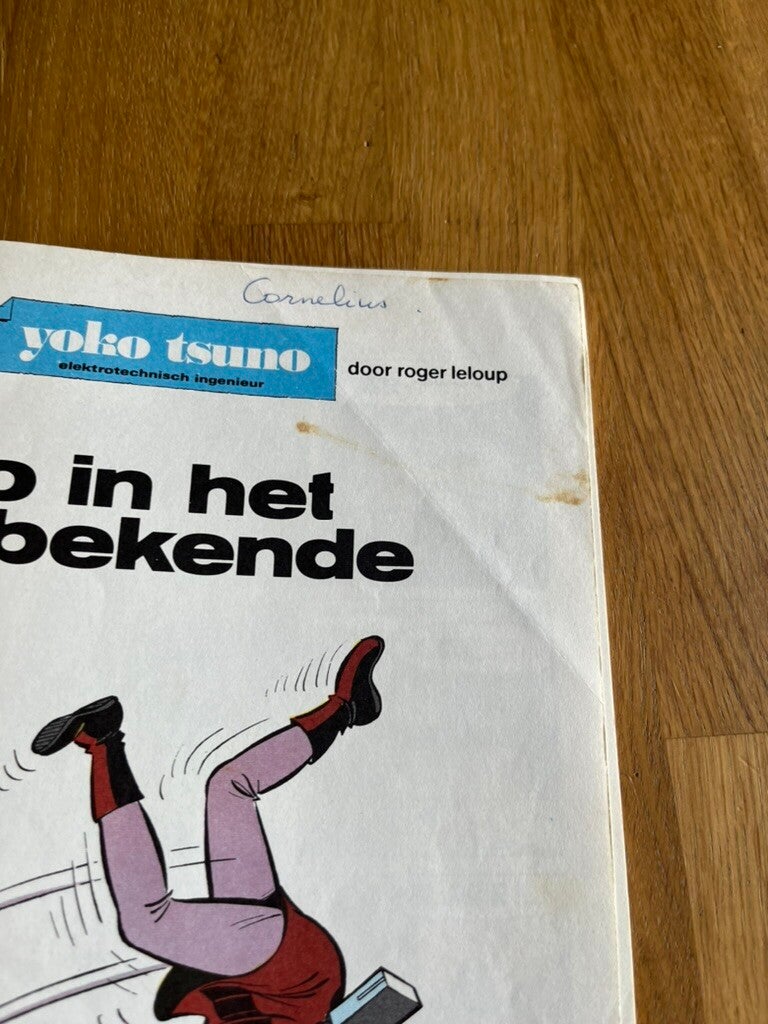 Cornelius
yoko tsuno
elektrotechnisch ingenieur
door roger leloup
o in het
bekende